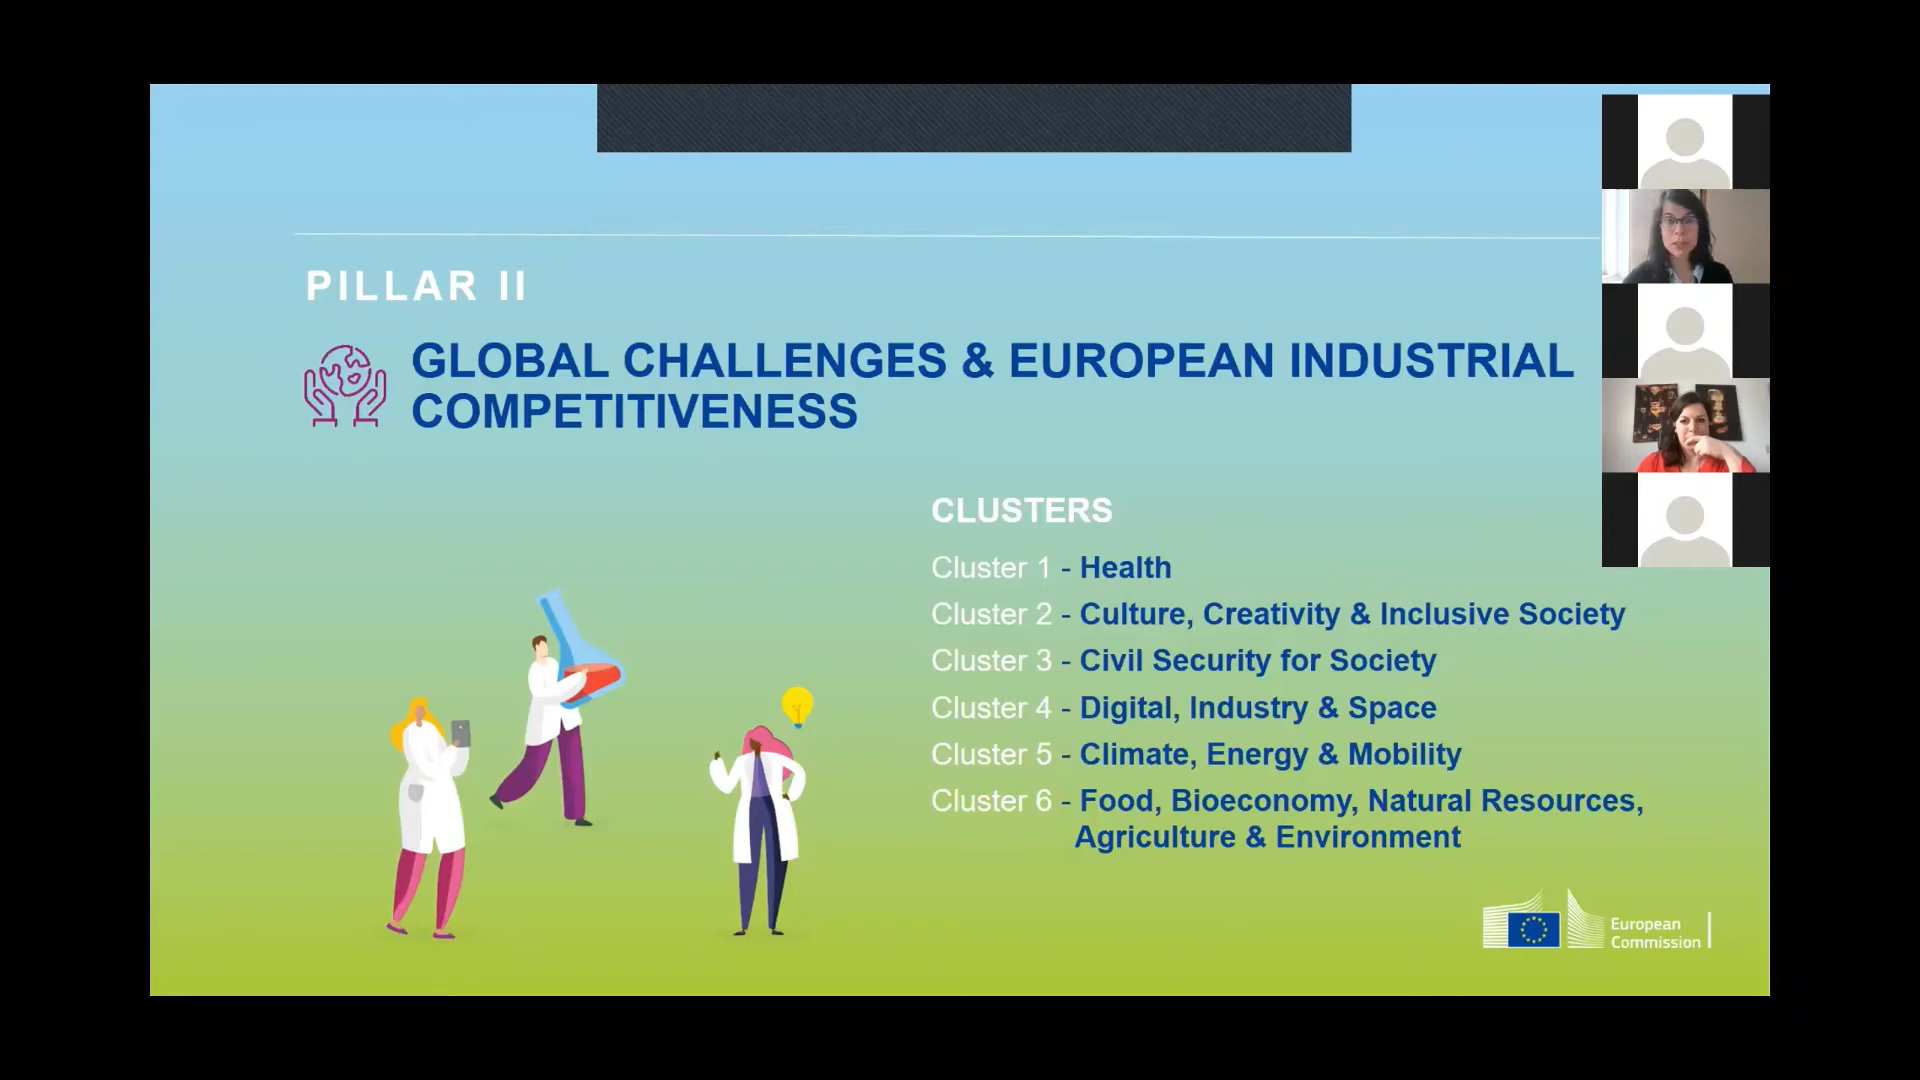 PILLAR II
GLOBAL CHALLENGES & EUROPEAN INDUSTRIAL
COMPETITIVENESS
CLUSTERS
Cluster 1 - Health
Cluster 2 - Culture, Creativity & Inclusive Society
Cluster 3 - Civil Security for Society
Cluster 4 - Digital, Industry & Space
Cluster 5 - Climate, Energy & Mobility
Cluster 6 - Food, Bioeconomy, Natural Resources,
Agriculture & Environment
European
Commission